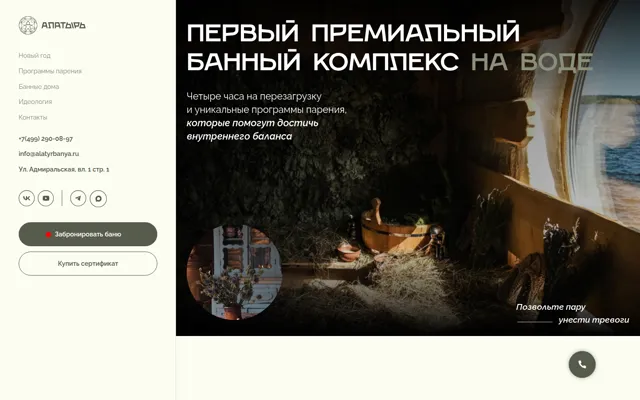 АЛАТЫРЬ
Новый год
Программы парения
Банные дома
Идеология
Контакты
+7(499) 290-08-97
info@alatyrbanya.ru
Ул. Адмиральская, вл. 1 стр. 1
Забронировать баню
Купить сертификат
ПЕРВЫЙ ПРЕМИАЛЬНЫЙ
БАННЫЙ КОМПЛЕКС НА ВОДЕ
Четыре часа на перезагрузку
и уникальные программы парения,
которые помогут достичь
внутреннего баланса
Позвольте пару
унести тревоги